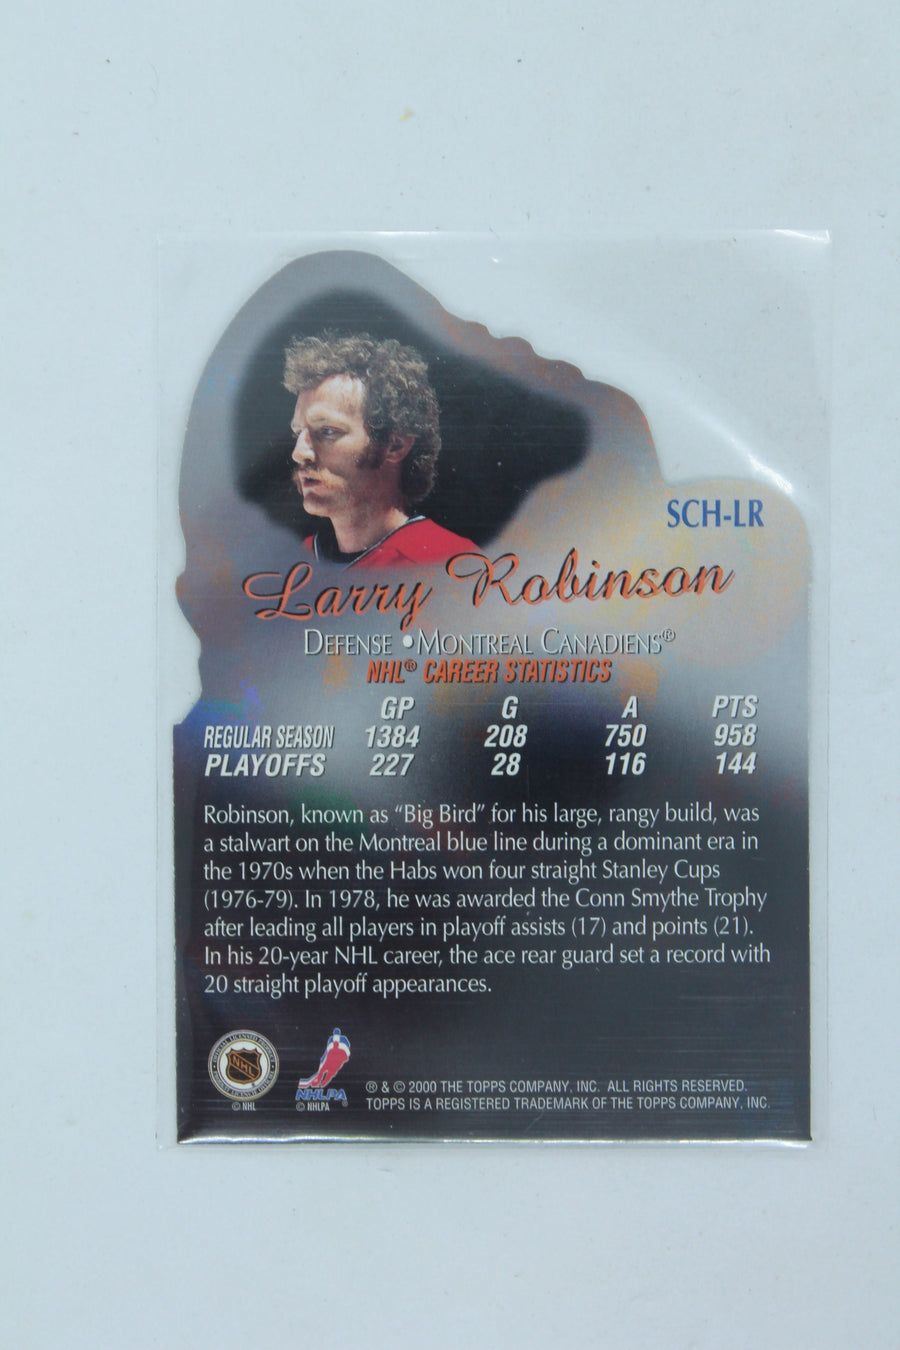 SCH-LR
Larry Robinson
DEFENSE • MONTREAL CANADIENS®
NHL® CAREER STATISTICS
GP G A PTS
REGULAR SEASON 1384 208 750 958
PLAYOFFS 227 28 116 144
Robinson, known as “Big Bird” for his large, rangy build, was
a stalwart on the Montreal blue line during a dominant era in
the 1970s when the Habs won four straight Stanley Cups
(1976-79). In 1978, he was awarded the Conn Smythe Trophy
after leading all players in playoff assists (17) and points (21).
In his 20-year NHL career, the ace rear guard set a record with
20 straight playoff appearances.
NHL
© NHL
NHLPA
© NHLPA
® & © 2000 THE TOPPS COMPANY, INC. ALL RIGHTS RESERVED.
TOPPS IS A REGISTERED TRADEMARK OF THE TOPPS COMPANY, INC.